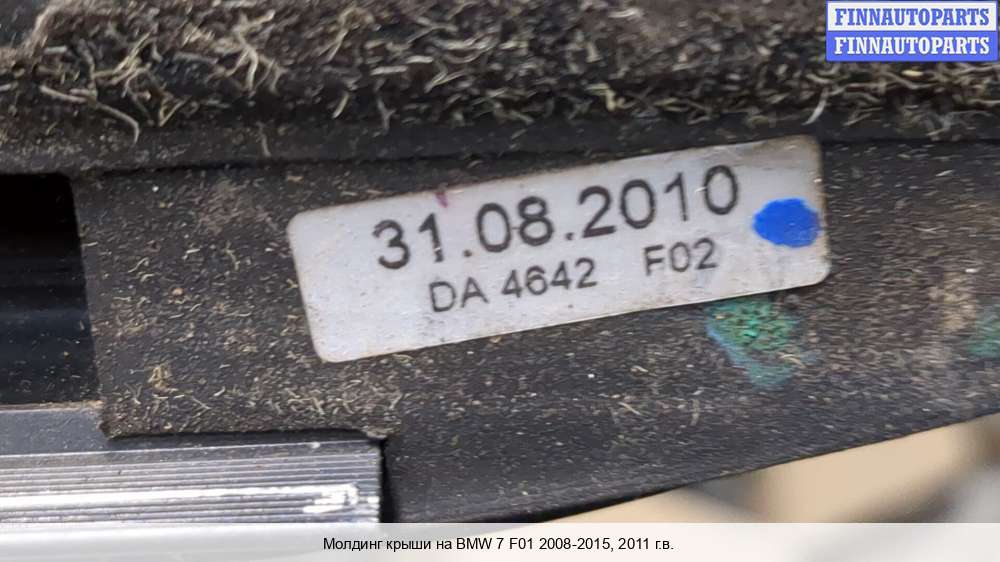 FINNAUTOPARTS
FINNAUTOPARTS
31.08.2010
DA 4642 F02
Молдинг крыши на BMW 7 F01 2008-2015, 2011 г.в.